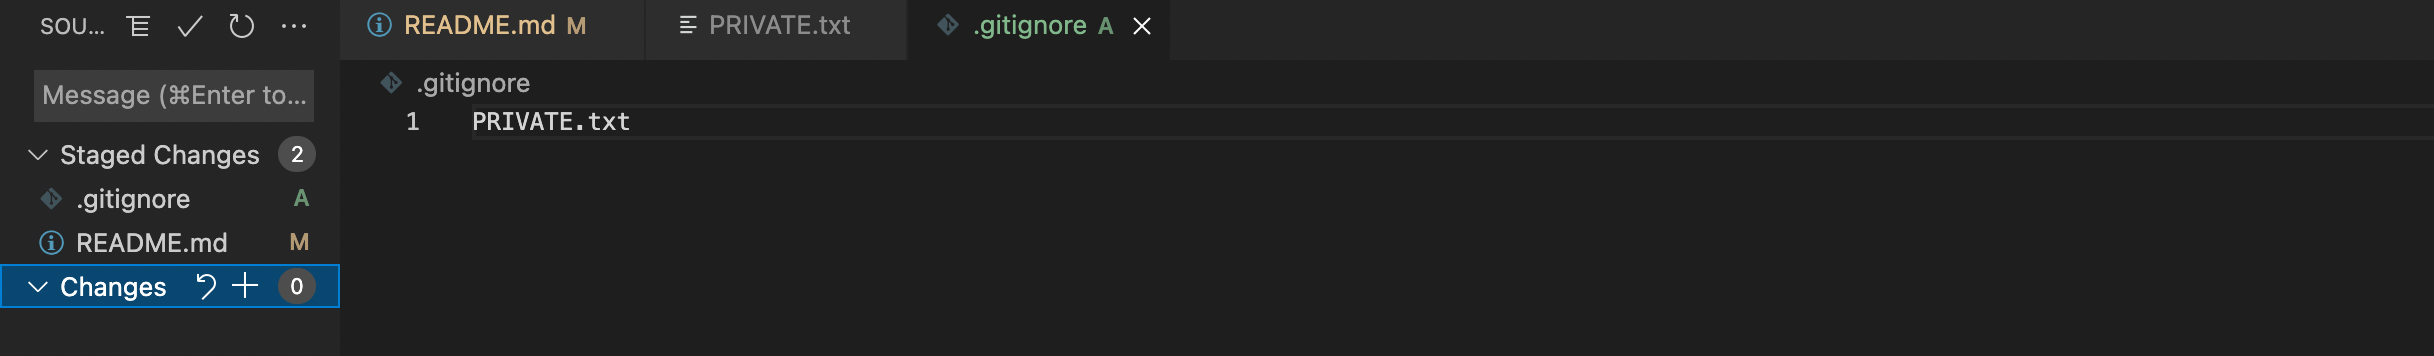 SOU...
README.md M
PRIVATE.txt
.gitignore A
Message (⌘Enter to...
.gitignore
1 PRIVATE.txt
Staged Changes 2
.gitignore A
README.md M
Changes 0